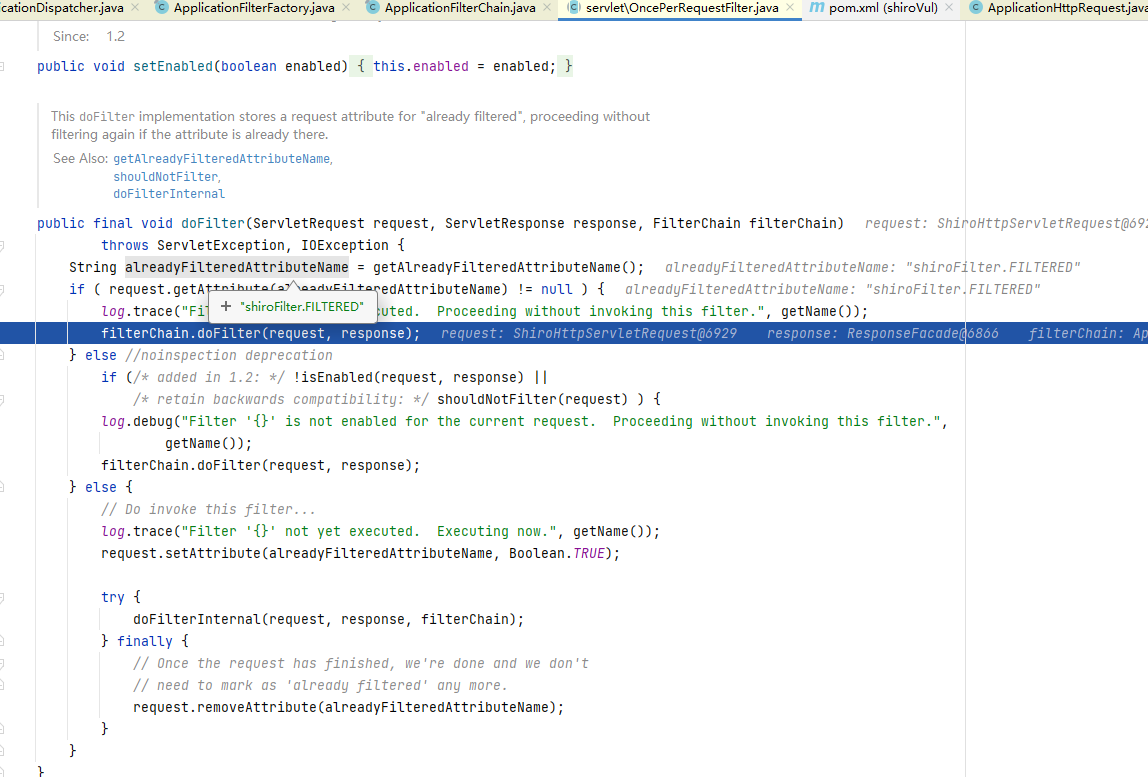 icationDispatcher.java × ApplicationFilterFactory.java × ApplicationFilterChain.java × servlet\OncePerRequestFilter.java × pom.xml (shiroVul) × ApplicationHttpRequest.java
Since: 1.2
public void setEnabled(boolean enabled) { this.enabled = enabled; }
This doFilter implementation stores a request attribute for "already filtered", proceeding without
filtering again if the attribute is already there.
See Also: getAlreadyFilteredAttributeName,
shouldNotFilter,
doFilterInternal
public final void doFilter(ServletRequest request, ServletResponse response, FilterChain filterChain) request: ShiroHttpServletRequest@692
throws ServletException, IOException {
String alreadyFilteredAttributeName = getAlreadyFilteredAttributeName(); alreadyFilteredAttributeName: "shiroFilter.FILTERED"
if ( request.getAttribute(alreadyFilteredAttributeName) != null ) { alreadyFilteredAttributeName: "shiroFilter.FILTERED"
+ "shiroFilter.FILTERED"
log.trace("Fil cuted. Proceeding without invoking this filter.", getName());
filterChain.doFilter(request, response); request: ShiroHttpServletRequest@6929 response: ResponseFacade@6866 filterChain: Ap
} else //noinspection deprecation
if (/* added in 1.2: */ !isEnabled(request, response) ||
/* retain backwards compatibility: */ shouldNotFilter(request) ) {
log.debug("Filter '{}' is not enabled for the current request. Proceeding without invoking this filter.",
getName());
filterChain.doFilter(request, response);
} else {
// Do invoke this filter...
log.trace("Filter '{}' not yet executed. Executing now.", getName());
request.setAttribute(alreadyFilteredAttributeName, Boolean.TRUE);
try {
doFilterInternal(request, response, filterChain);
} finally {
// Once the request has finished, we're done and we don't
// need to mark as 'already filtered' any more.
request.removeAttribute(alreadyFilteredAttributeName);
}
}
}